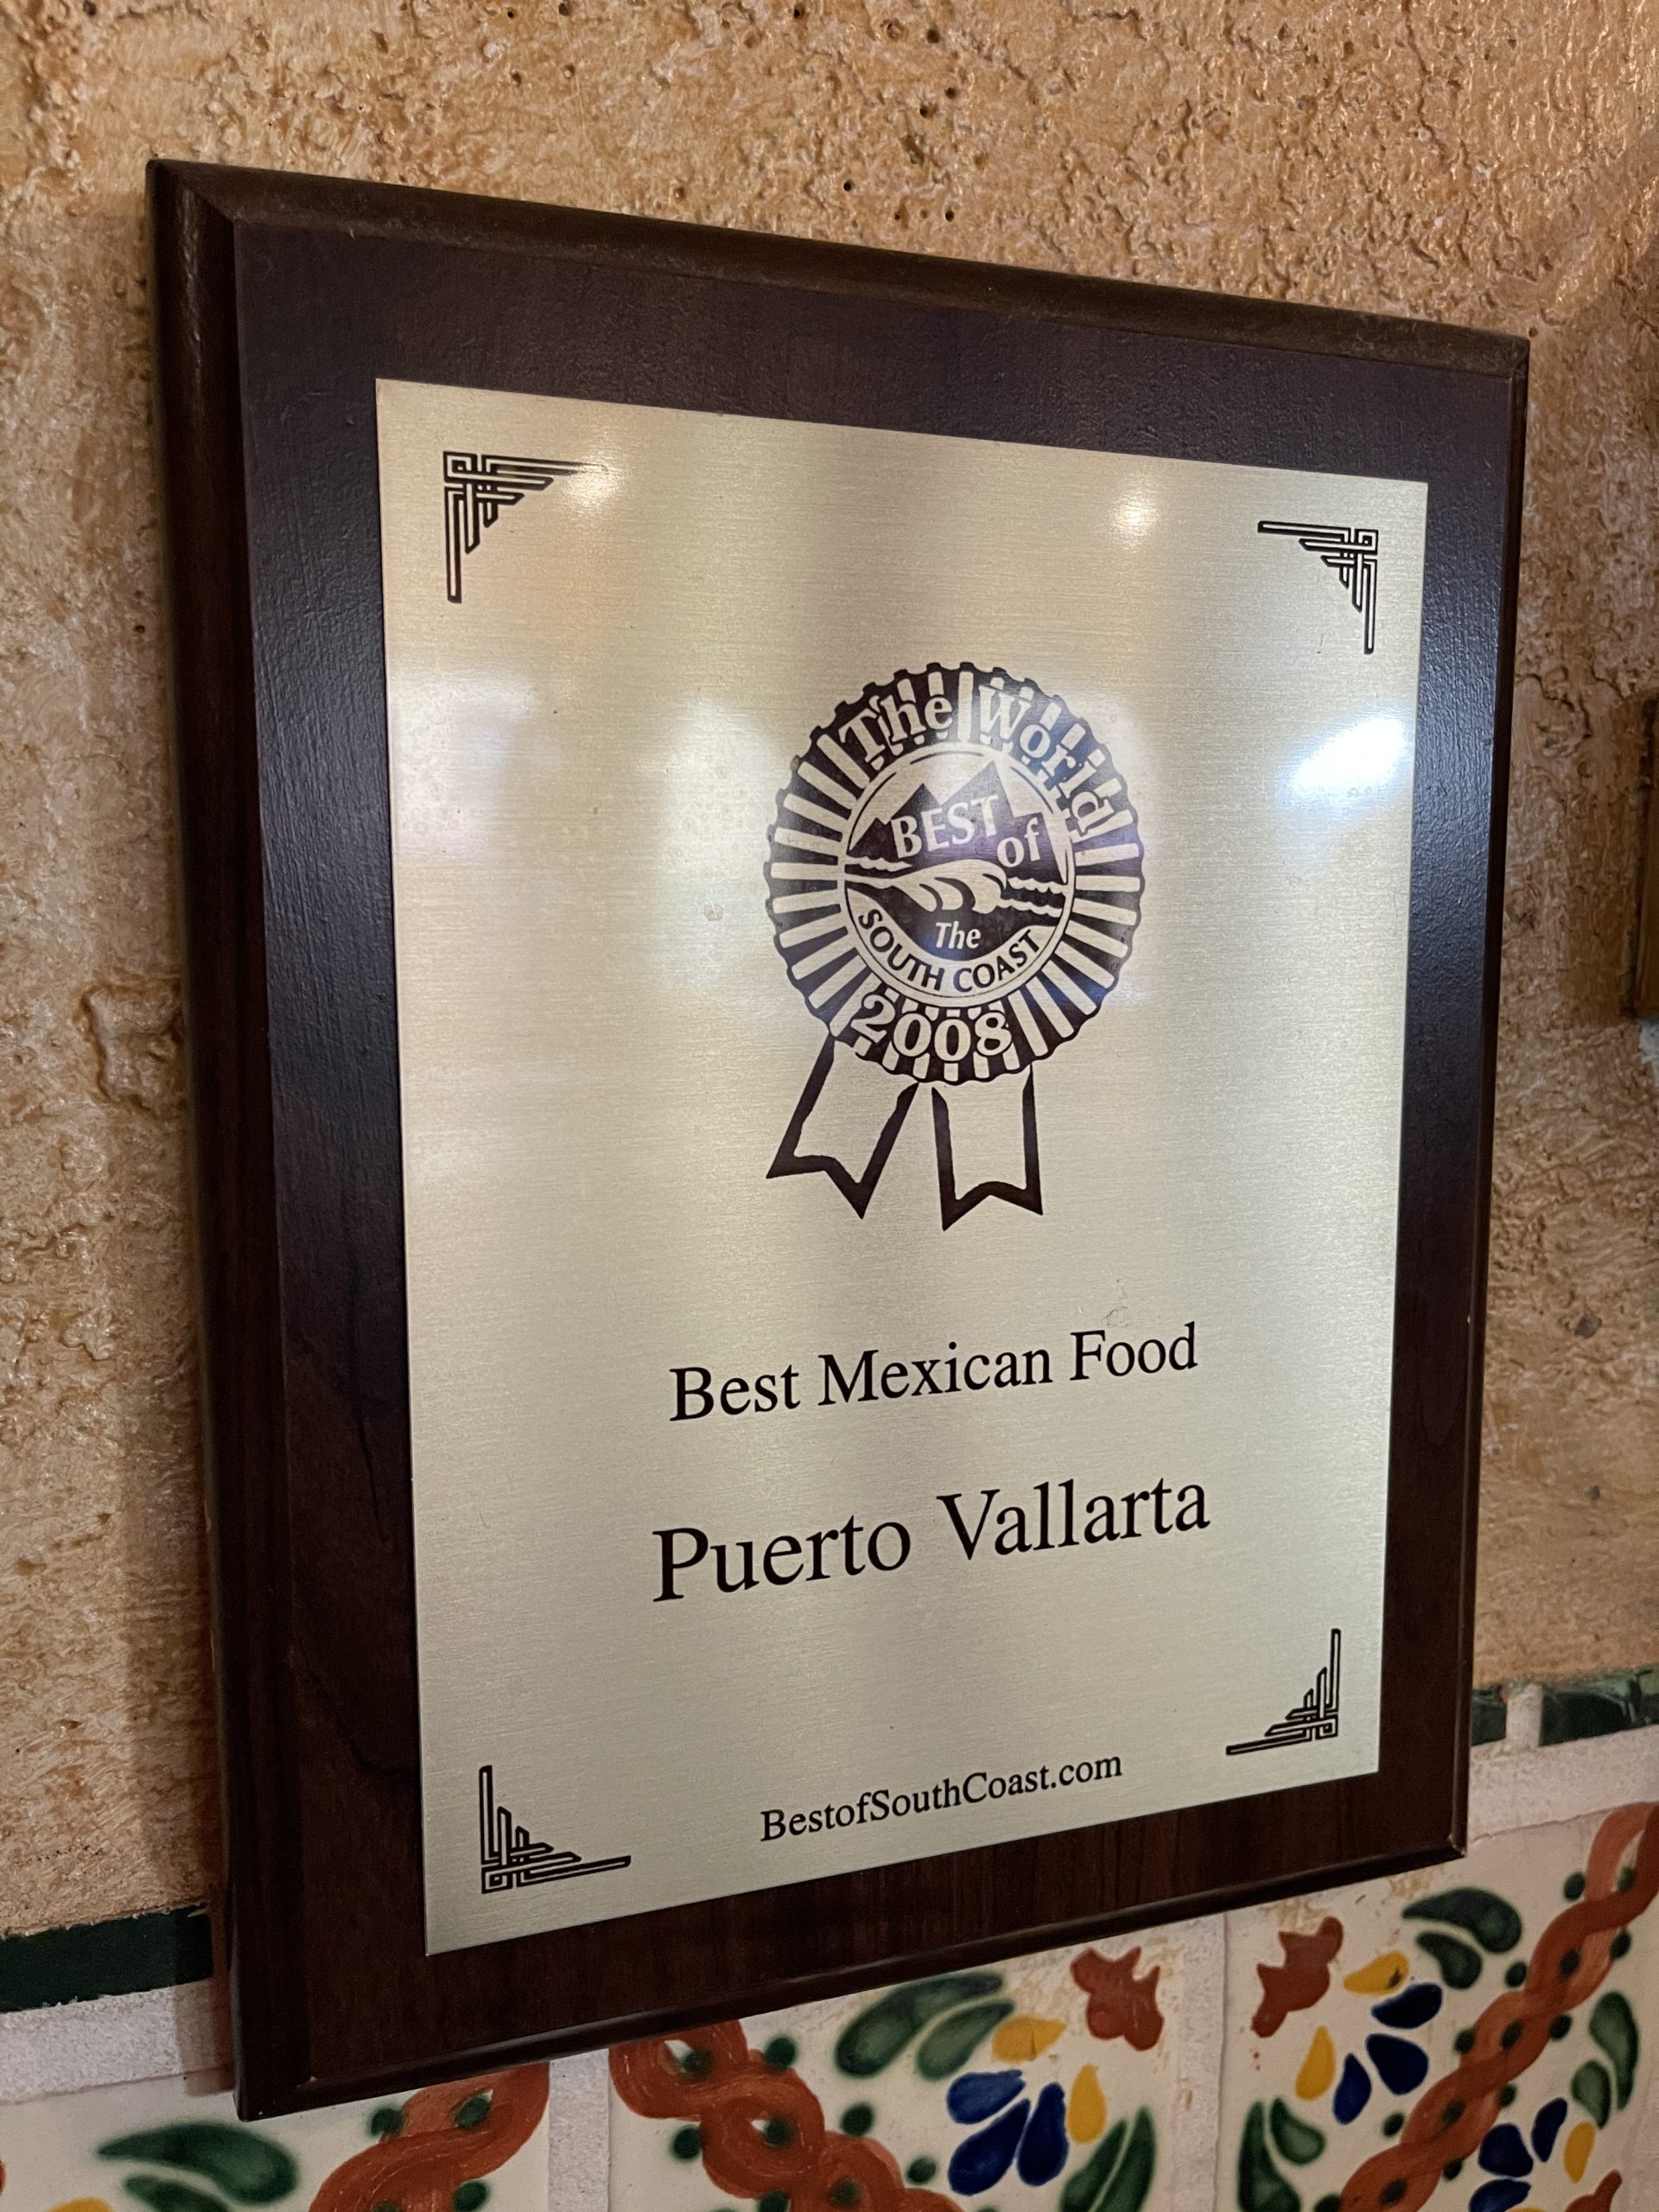 The World
BEST
of
The
SOUTH COAST
2008
Best Mexican Food
Puerto Vallarta
BestofSouthCoast.com